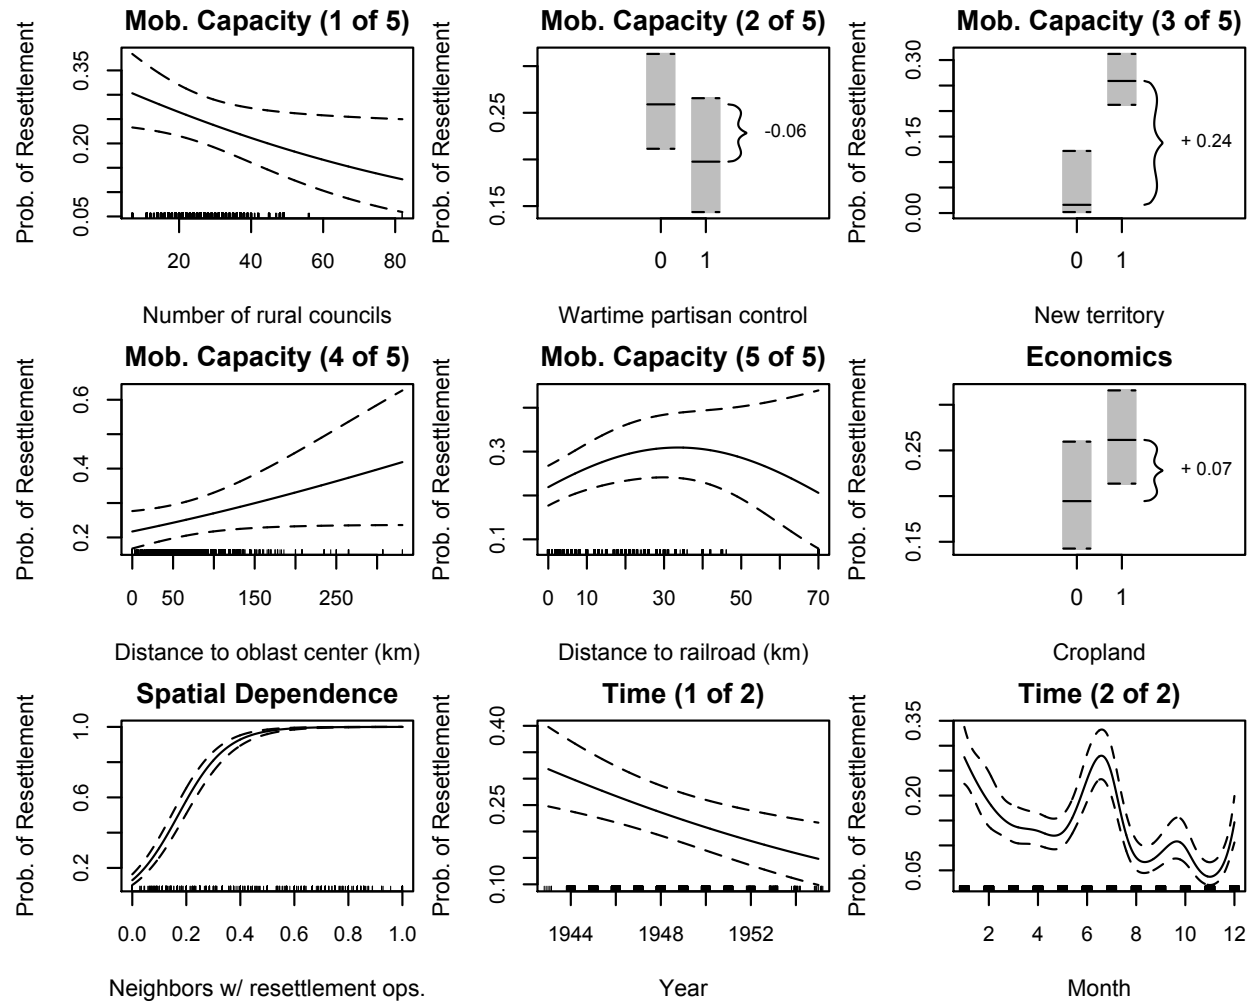 Mob. Capacity (1 of 5)
Prob. of Resettlement
0.05 0.20 0.35
20 40 60 80
Number of rural councils
Mob. Capacity (2 of 5)
Prob. of Resettlement
0.15 0.25
-0.06
0 1
Wartime partisan control
Mob. Capacity (3 of 5)
Prob. of Resettlement
0.00 0.15 0.30
+ 0.24
0 1
New territory
Mob. Capacity (4 of 5)
Prob. of Resettlement
0.2 0.4 0.6
0 50 150 250
Distance to oblast center (km)
Mob. Capacity (5 of 5)
Prob. of Resettlement
0.1 0.3
0 10 30 50 70
Distance to railroad (km)
Economics
Prob. of Resettlement
0.15 0.25
+ 0.07
0 1
Cropland
Spatial Dependence
Prob. of Resettlement
0.2 0.6 1.0
0.0 0.2 0.4 0.6 0.8 1.0
Neighbors w/ resettlement ops.
Time (1 of 2)
Prob. of Resettlement
0.10 0.25 0.40
1944 1948 1952
Year
Time (2 of 2)
Prob. of Resettlement
0.05 0.20 0.35
2 4 6 8 10 12
Month